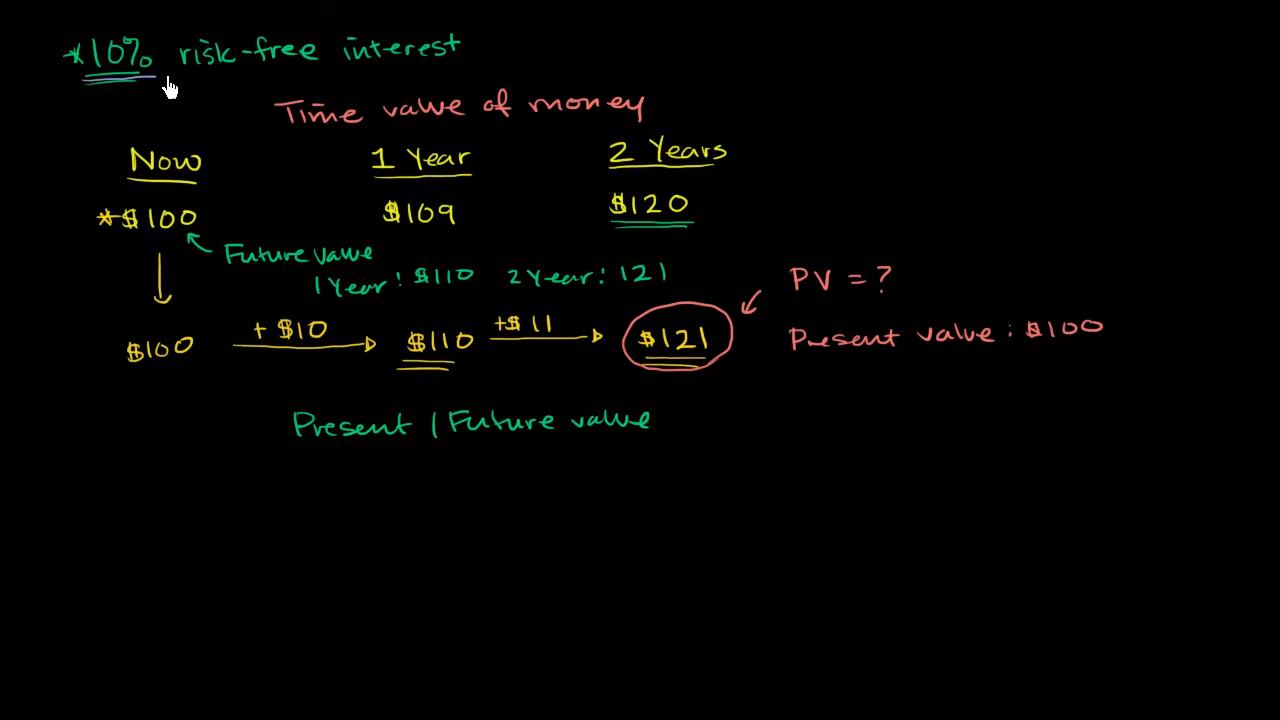 *10% risk-free interest
Time value of money
Now 1 Year 2 Years
*$100 $109 $120
Future value
1 Year: $110 2 Year: 121
PV = ?
$100 + $10 $110 +$11 $121
Present value: $100
Present / Future value